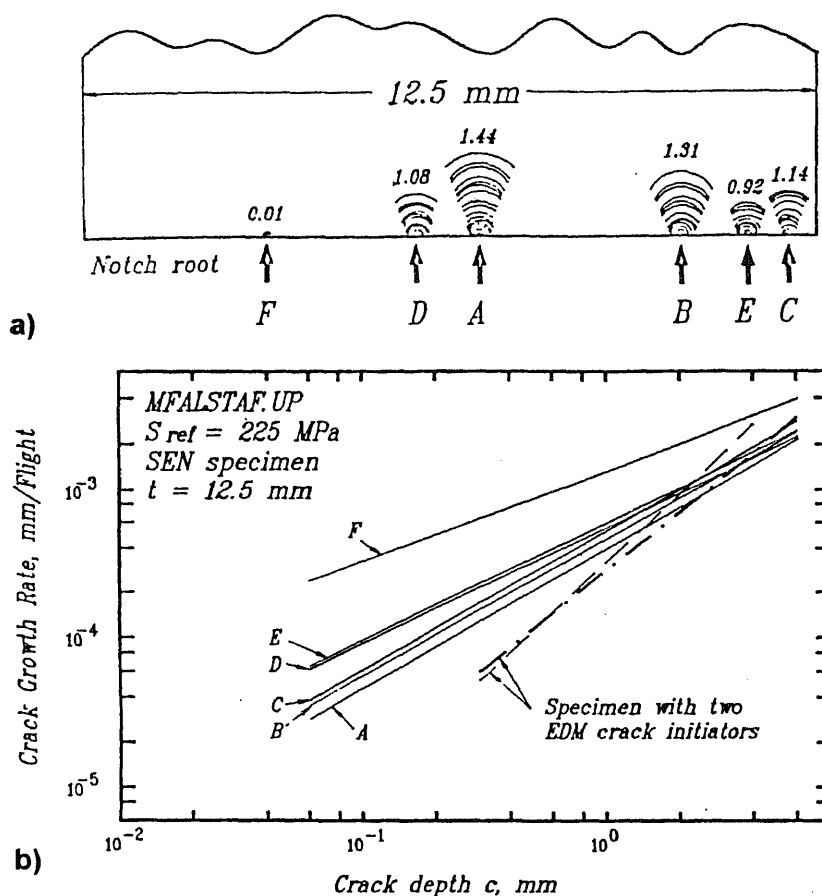 12.5 mm
1.44
1.31
1.08
0.92
1.14
0.01
Notch root
F
D
A
B
E
C
a)
MFALSTAF.UP
S ref = 225 MPa
SEN specimen
t = 12.5 mm
F
E
D
C
B
A
Specimen with two
EDM crack initiators
10⁻³
10⁻⁴
10⁻⁵
Crack Growth Rate, mm/Flight
10⁻²
10⁻¹
10⁰
b)
Crack depth c, mm